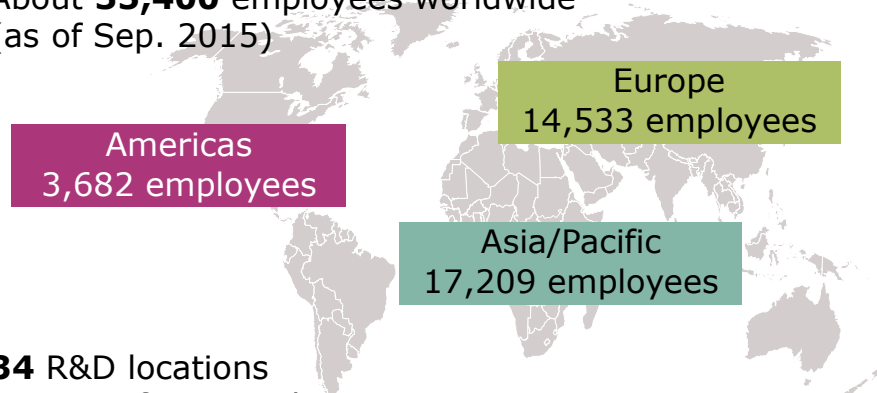 About 35,400 employees worldwide
(as of Sep. 2015)
Europe
14,533 employees
Americas
3,682 employees
Asia/Pacific
17,209 employees
34 R&D locations